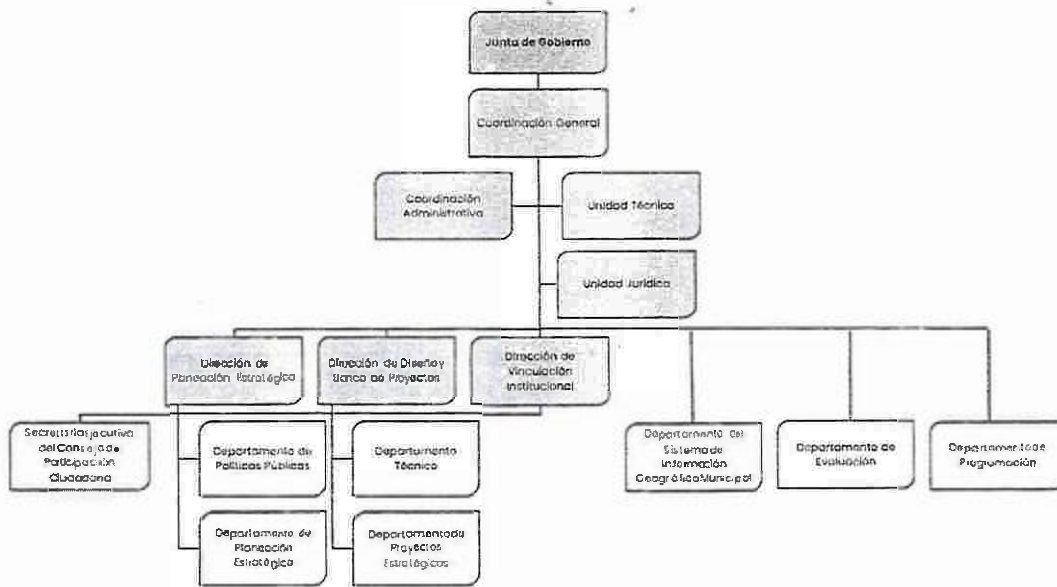 Junta de Gobierno
Coordinación General
Coordinación
Administrativa
Unidad Técnica
Unidad Jurídica
Dirección de
Planeación Estratégica
Dirección de Diseño y
Banco de Proyectos
Dirección de
Vinculación
Institucional
Secretaria Ejecutiva
del Consejo de
Participación
Ciudadana
Departamento de
Políticas Públicas
Departamento
Técnico
Departamento del
Sistema de
Información
Geográfica Municipal
Departamento de
Evaluación
Departamento de
Programación
Departamento de
Planeación
Estratégica
Departamento de
Proyectos
Estratégicos